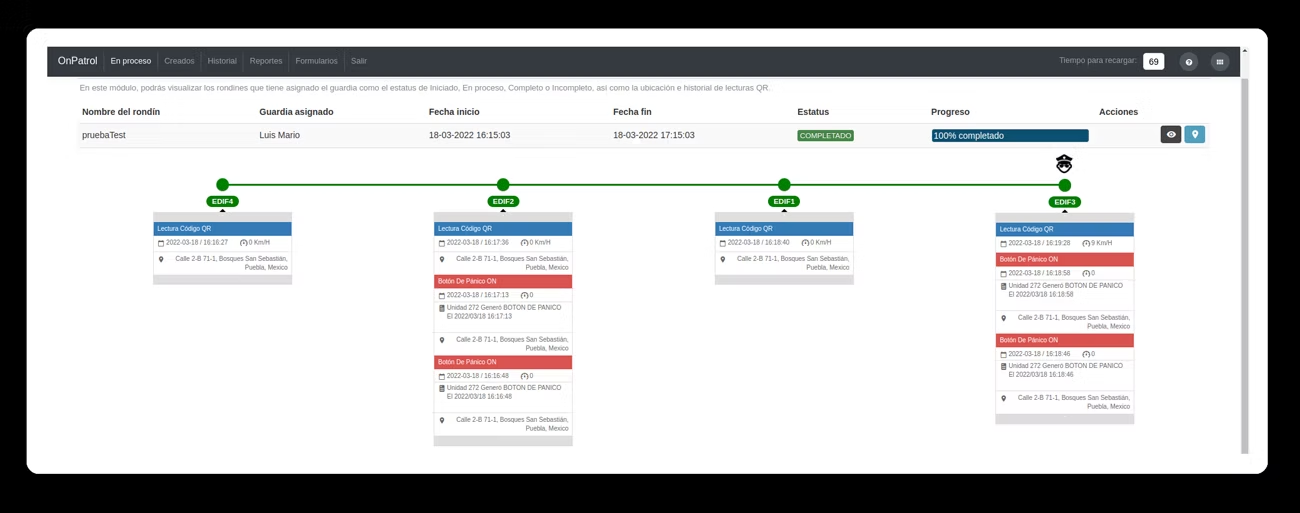 OnPatrol En proceso Creados Historial Reportes Formularios Salir Tiempo para recargar: 69
En este módulo, podrás visualizar los rondines que tiene asignado el guardia como el estatus de Iniciado, En proceso, Completo o Incompleto, así como la ubicación e historial de lecturas QR.
Nombre del rondín Guardia asignado Fecha inicio Fecha fin Estatus Progreso Acciones
pruebaTest Luis Mario 18-03-2022 16:15:03 18-03-2022 17:15:03 COMPLETADO 100% completado
EDIF4
Lectura Código QR
2022-03-18 / 16:16:27 0 Km/H
Calle 2-B 71-1, Bosques San Sebastián,
Puebla, Mexico
EDIF2
Lectura Código QR
2022-03-18 / 16:17:36 0 Km/H
Calle 2-B 71-1, Bosques San Sebastián,
Puebla, Mexico
Botón De Pánico ON
2022-03-18 / 16:17:13 0
Unidad 272 Generó BOTON DE PANICO
El 2022/03/18 16:17:13
Calle 2-B 71-1, Bosques San Sebastián,
Puebla, Mexico
Botón De Pánico ON
2022-03-18 / 16:16:48 0
Unidad 272 Generó BOTON DE PANICO
El 2022/03/18 16:16:48
Calle 2-B 71-1, Bosques San Sebastián,
Puebla, Mexico
EDIF1
Lectura Código QR
2022-03-18 / 16:18:40 0 Km/H
Calle 2-B 71-1, Bosques San Sebastián,
Puebla, Mexico
EDIF3
Lectura Código QR
2022-03-18 / 16:19:28 9 Km/H
Botón De Pánico ON
2022-03-18 / 16:18:58 0
Unidad 272 Generó BOTON DE PANICO
El 2022/03/18 16:18:58
Calle 2-B 71-1, Bosques San Sebastián,
Puebla, Mexico
Botón De Pánico ON
2022-03-18 / 16:18:46 0
Unidad 272 Generó BOTON DE PANICO
El 2022/03/18 16:18:46
Calle 2-B 71-1, Bosques San Sebastián,
Puebla, Mexico